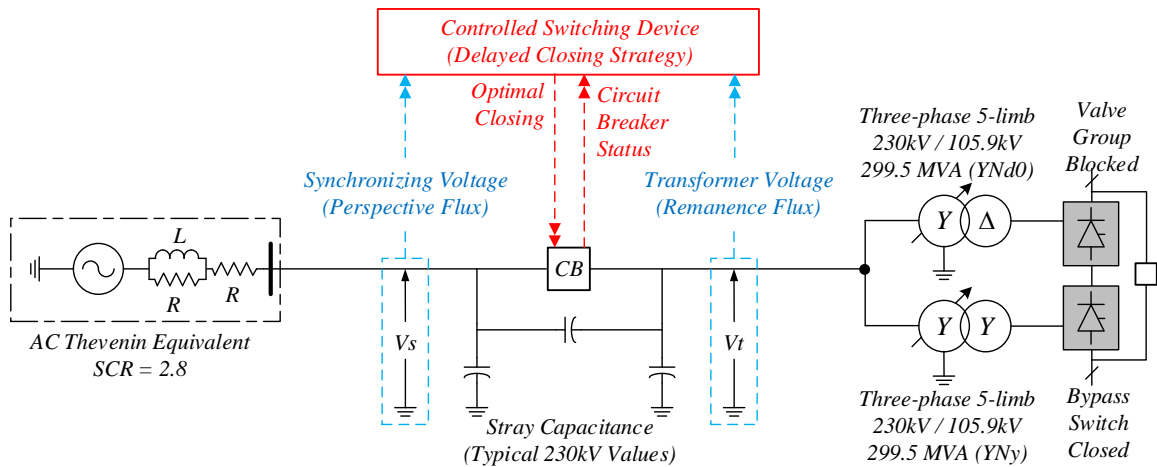 Controlled Switching Device
(Delayed Closing Strategy)
Optimal
Closing
Circuit
Breaker
Status
Synchronizing Voltage
(Perspective Flux)
Transformer Voltage
(Remanence Flux)
Three-phase 5-limb
230kV / 105.9kV
299.5 MVA (YNd0)
Valve
Group
Blocked
L
R
R
CB
Y
Δ
Vs
Vt
Y
Y
AC Thevenin Equivalent
SCR = 2.8
Stray Capacitance
(Typical 230kV Values)
Three-phase 5-limb
230kV / 105.9kV
299.5 MVA (YNy)
Bypass
Switch
Closed